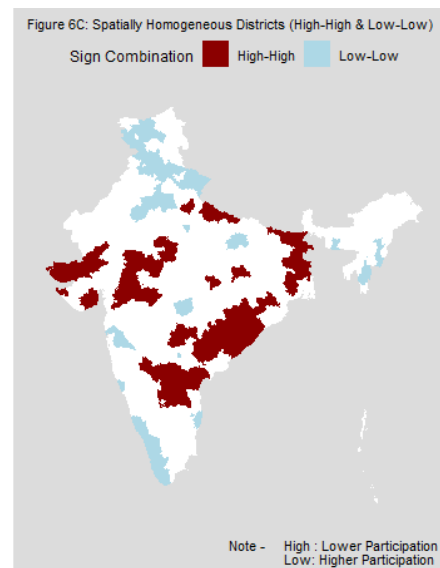 Figure 6C: Spatially Homogeneous Districts (High-High & Low-Low)
Sign Combination High-High Low-Low
Note - High : Lower Participation
Low: Higher Participation